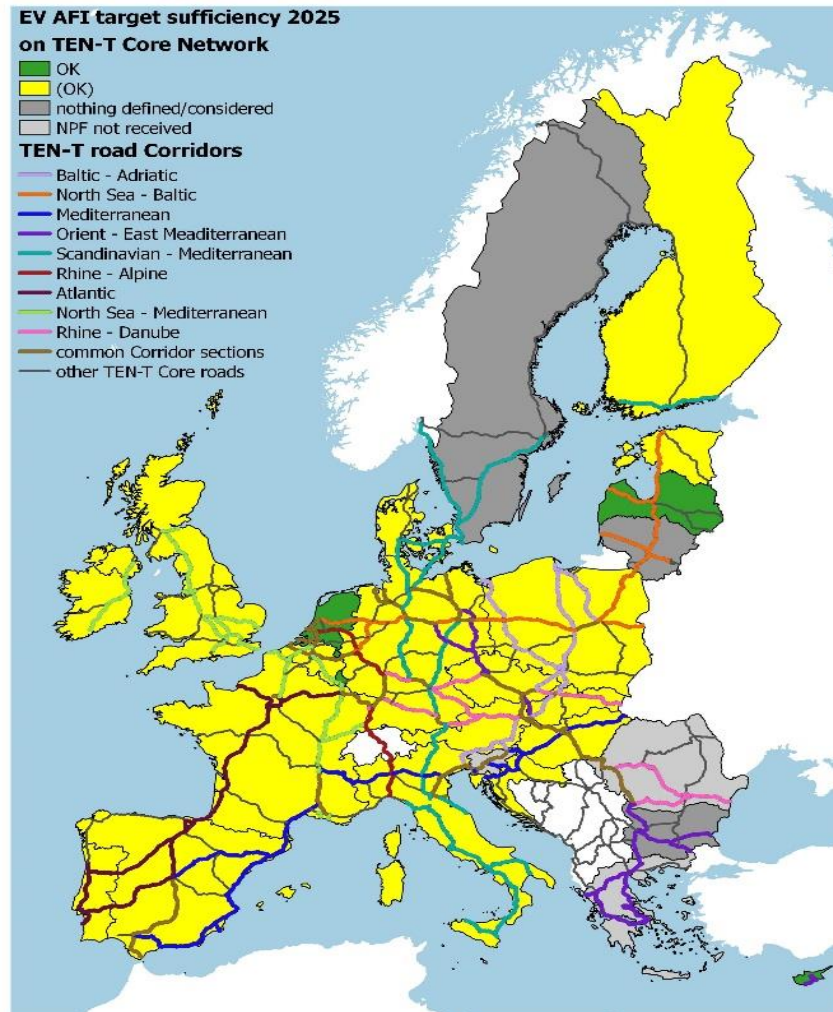 EV AFI target sufficiency 2025
on TEN-T Core Network
OK
(OK)
nothing defined/considered
NPF not received
TEN-T road Corridors
Baltic - Adriatic
North Sea - Baltic
Mediterranean
Orient - East Meaditerranean
Scandinavian - Mediterranean
Rhine - Alpine
Atlantic
North Sea - Mediterranean
Rhine - Danube
common Corridor sections
other TEN-T Core roads